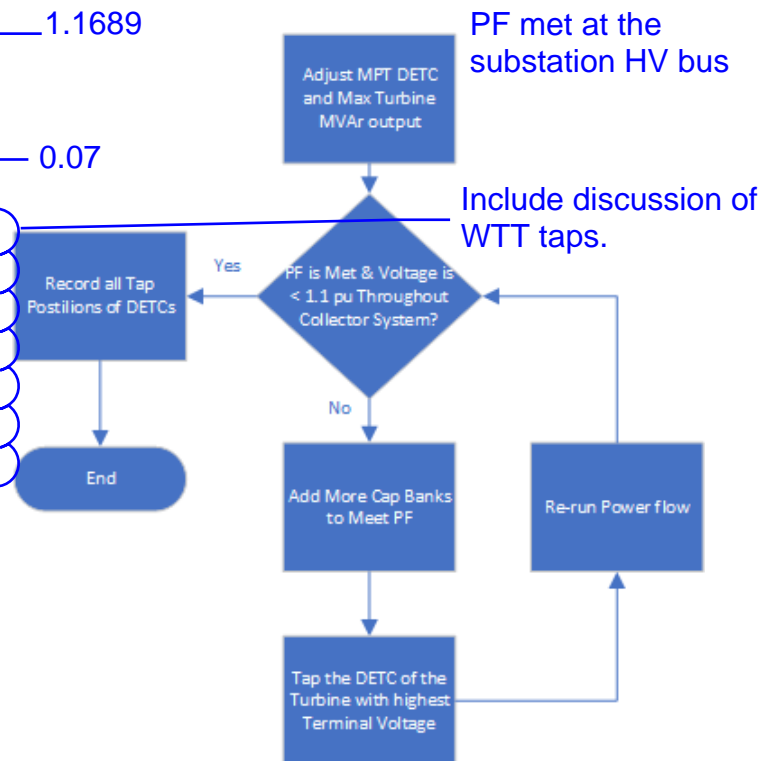 1.1689
PF met at the
substation HV bus
Adjust MPT DETC
and Max Turbine
MVAr output
0.07
Include discussion of
WTT taps.
Yes
PF is Met & Voltage is
< 1.1 pu Throughout
Collector System?
Record all Tap
Postilions of DETCs
No
End
Add More Cap Banks
to Meet PF
Re-run Power flow
Tap the DETC of the
Turbine with highest
Terminal Voltage